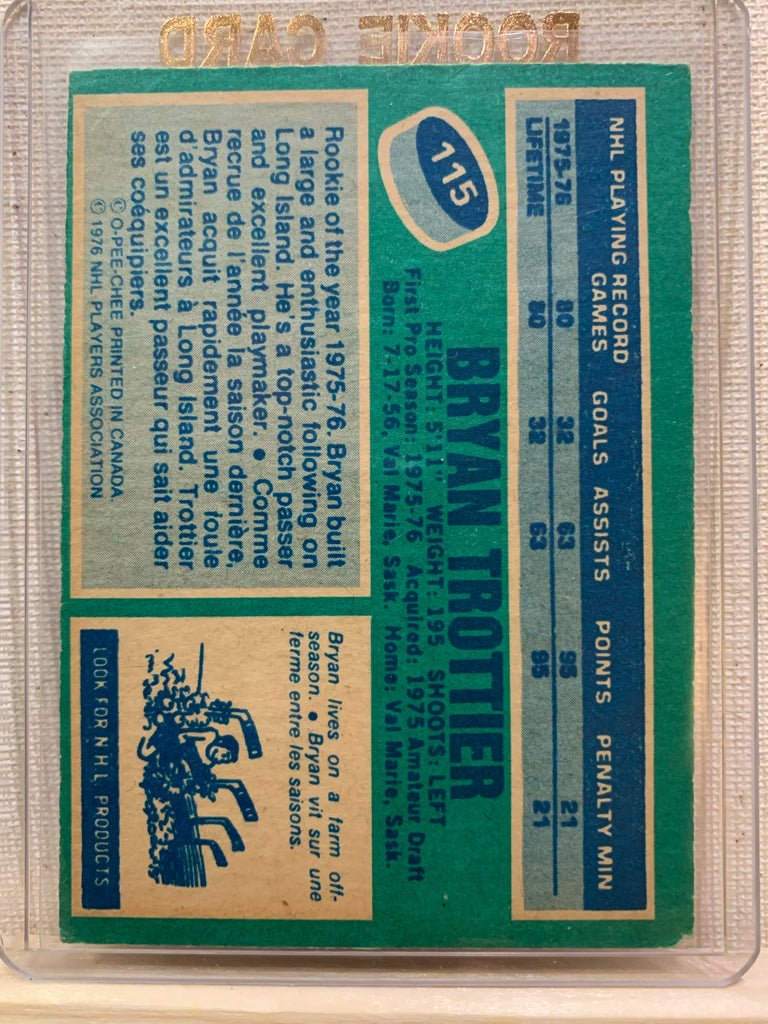 ROOKIE CARD
NHL PLAYING RECORD
GAMES GOALS ASSISTS POINTS PENALTY MIN
1975-76 80 32 63 95 21
LIFETIME 80 32 63 95 21
115
BRYAN TROTTIER
HEIGHT: 5'11" WEIGHT: 195 SHOOTS: LEFT
First Pro Season: 1975-76 Acquired: 1975 Amateur Draft
Born: 7-17-56, Val Marie, Sask. Home: Val Marie, Sask.
Rookie of the year 1975-76. Bryan built
a large and enthusiastic following on
Long Island. He's a top-notch passer
and excellent playmaker. • Comme
recrue de l'année la saison dernière,
Bryan acquit rapidement une foule
d'admirateurs à Long Island. Trottier
est un excellent passeur qui sait aider
ses coéquipiers.
© O-PEE-CHEE PRINTED IN CANADA
© 1976 NHL PLAYERS ASSOCIATION
Bryan lives on a farm off-
season. • Bryan vit sur une
ferme entre les saisons.
LOOK FOR N H L PRODUCTS